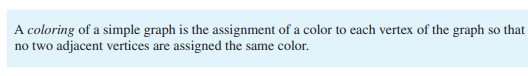 A coloring of a simple graph is the assignment of a color to each vertex of the graph so that
no two adjacent vertices are assigned the same color.